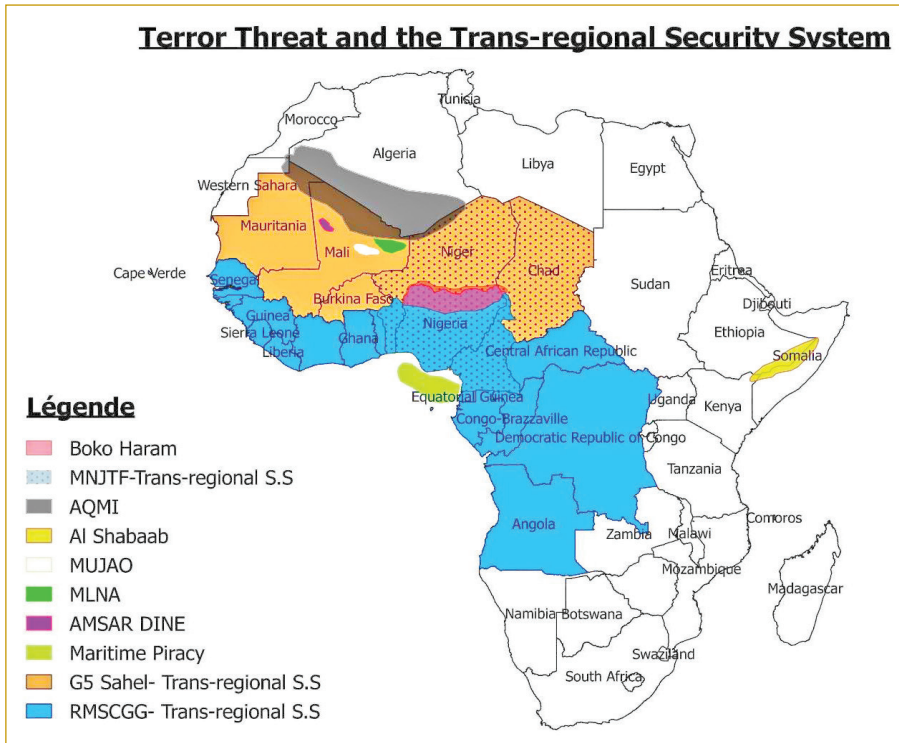 Terror Threat and the Trans-regional Security System
Tunisia
Morocco
Algeria
Libya
Egypt
Western Sahara
Mauritania
Mali
Niger
Chad
Sudan
Eritrea
Cape Verde
Senega
Burkina Faso
Djibouti
Guinea
Nigeria
Ethiopia
Sierra Leone
Ghana
Somalia
Liberia
Central African Republic
Equatorial Guinea
Uganda
Kenya
Congo-Brazzaville
Democratic Republic of Congo
Tanzania
Angola
Comoros
Zambia
Malawi
Mozambique
Madagascar
Namibia
Botswana
Swaziland
South Africa
Légende
Boko Haram
MNJTF-Trans-regional S.S
AQMI
Al Shabaab
MUJAO
MLNA
AMSAR DINE
Maritime Piracy
G5 Sahel- Trans-regional S.S
RMSCGG- Trans-regional S.S